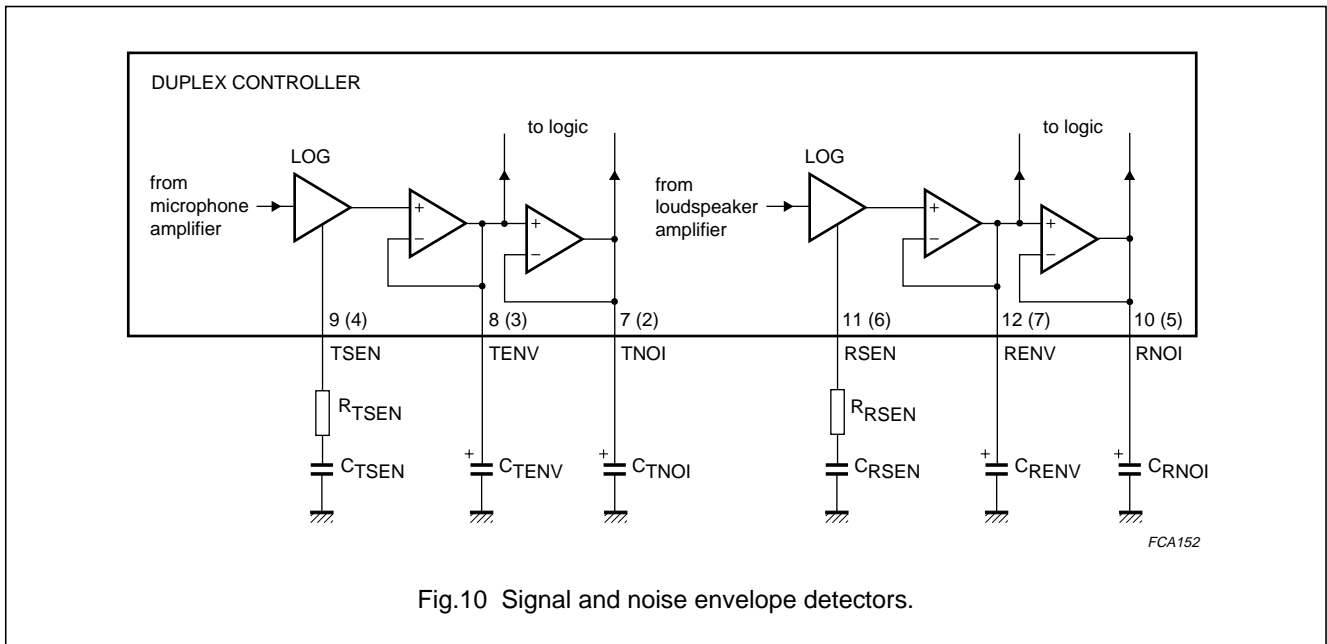 DUPLEX CONTROLLER
to logic
to logic
LOG
LOG
from
microphone
amplifier
from
loudspeaker
amplifier
+
−
+
−
+
−
+
−
9 (4)
8 (3)
7 (2)
11 (6)
12 (7)
10 (5)
TSEN
TENV
TNOI
RSEN
RENV
RNOI
RTSEN
RRSEN
+
+
+
+
CTSEN
CTENV
CTNOI
CRSEN
CRENV
CRNOI
FCA152
Fig.10 Signal and noise envelope detectors.